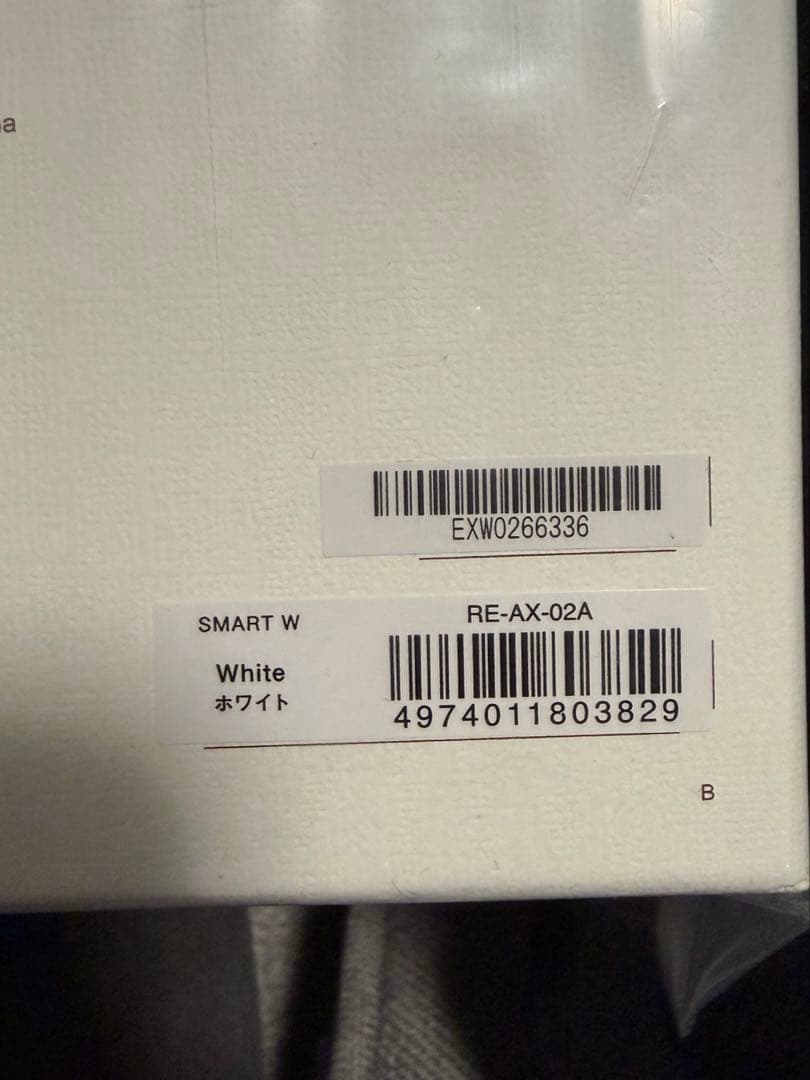 EXW0266336
SMART W
RE-AX-02A
White
ホワイト
4974011803829
B